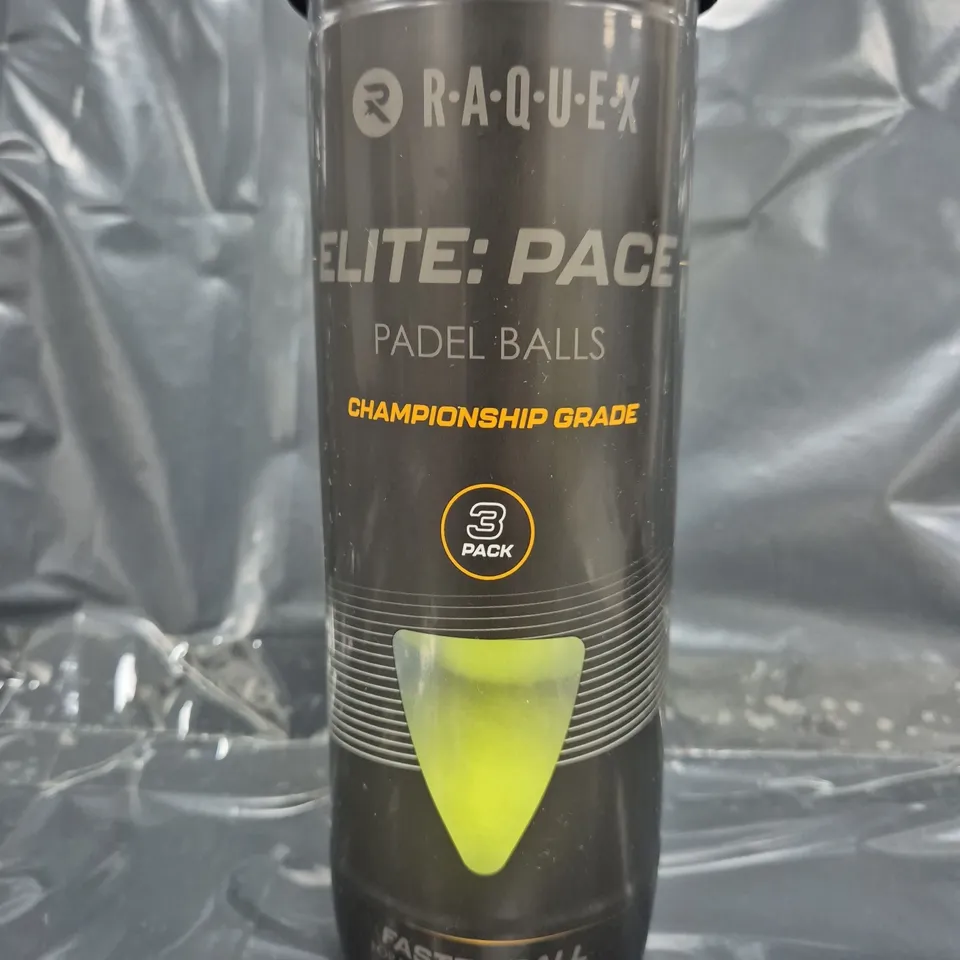 R·A·Q·U·E·X
ELITE: PACE
PADEL BALLS
CHAMPIONSHIP GRADE
3
PACK